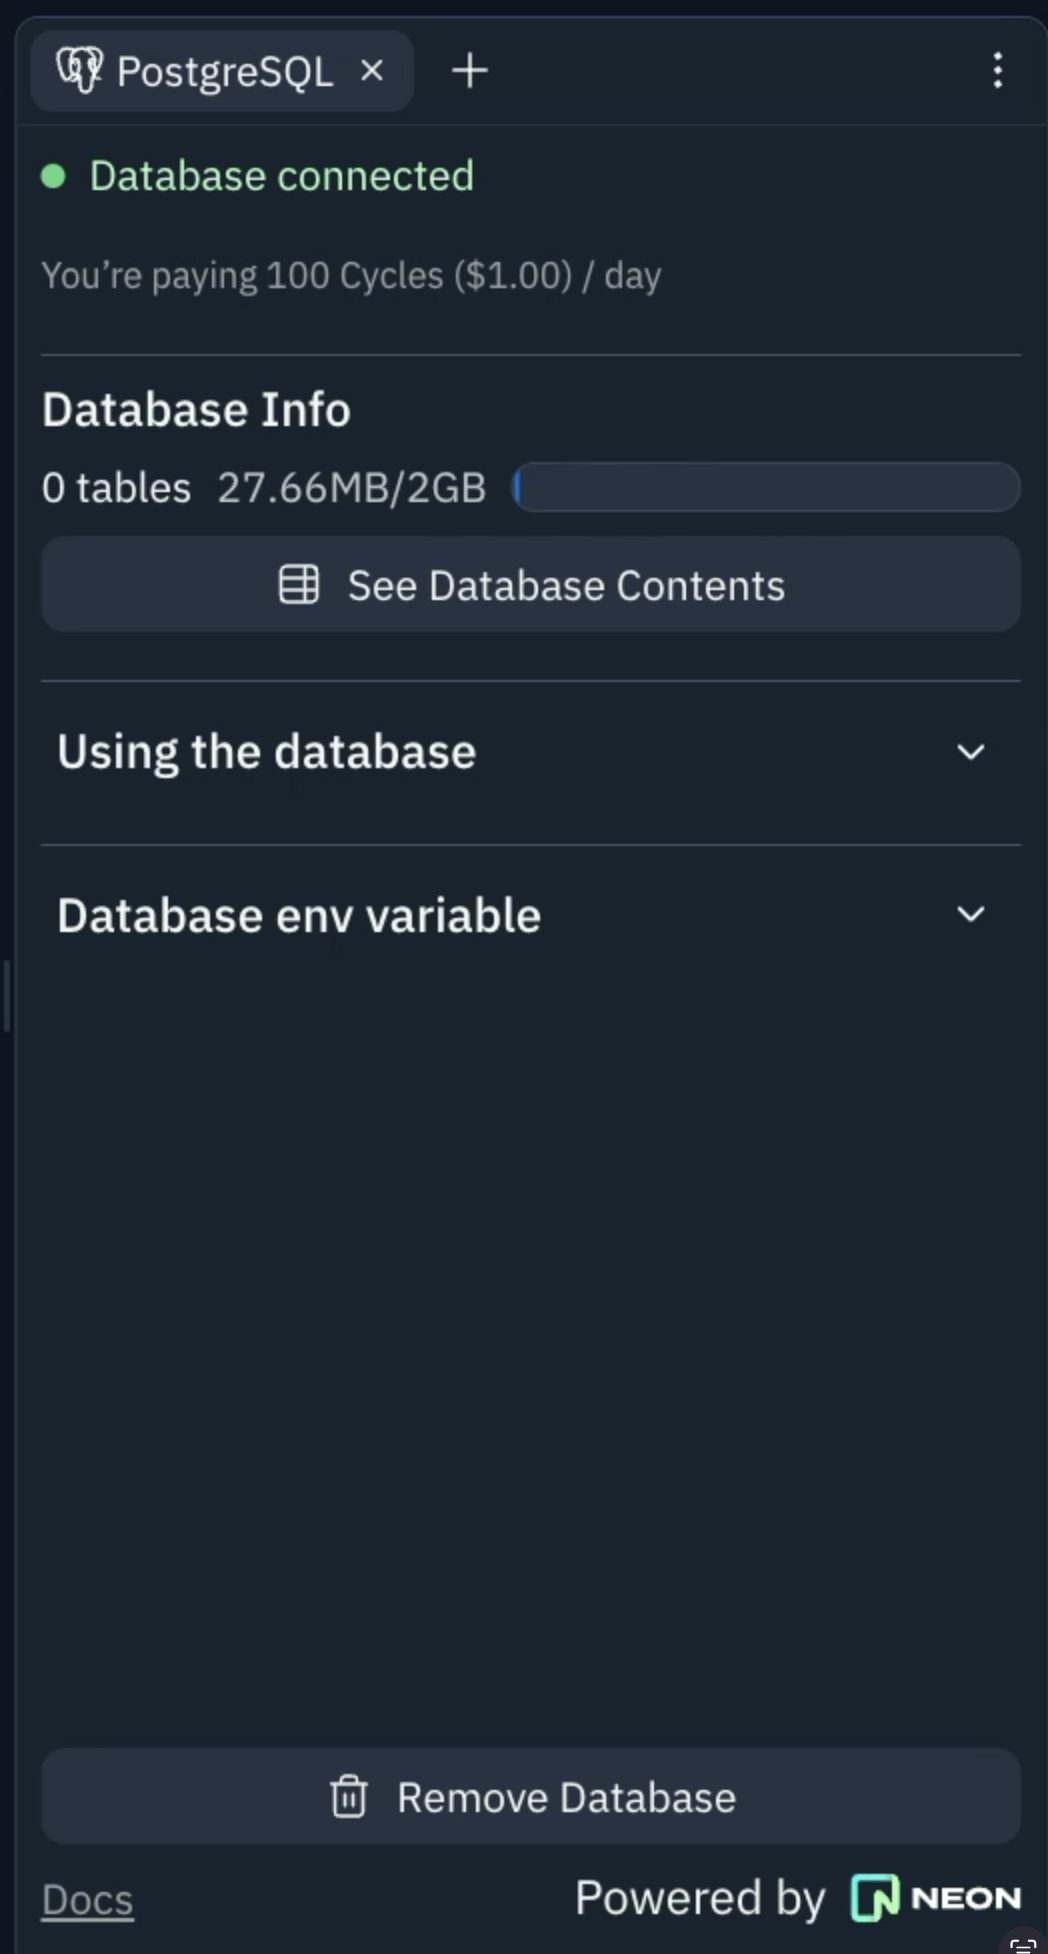 PostgreSQL
Database connected
You’re paying 100 Cycles ($1.00) / day
Database Info
0 tables 27.66MB/2GB
See Database Contents
Using the database
Database env variable
Remove Database
Docs
Powered by NEON